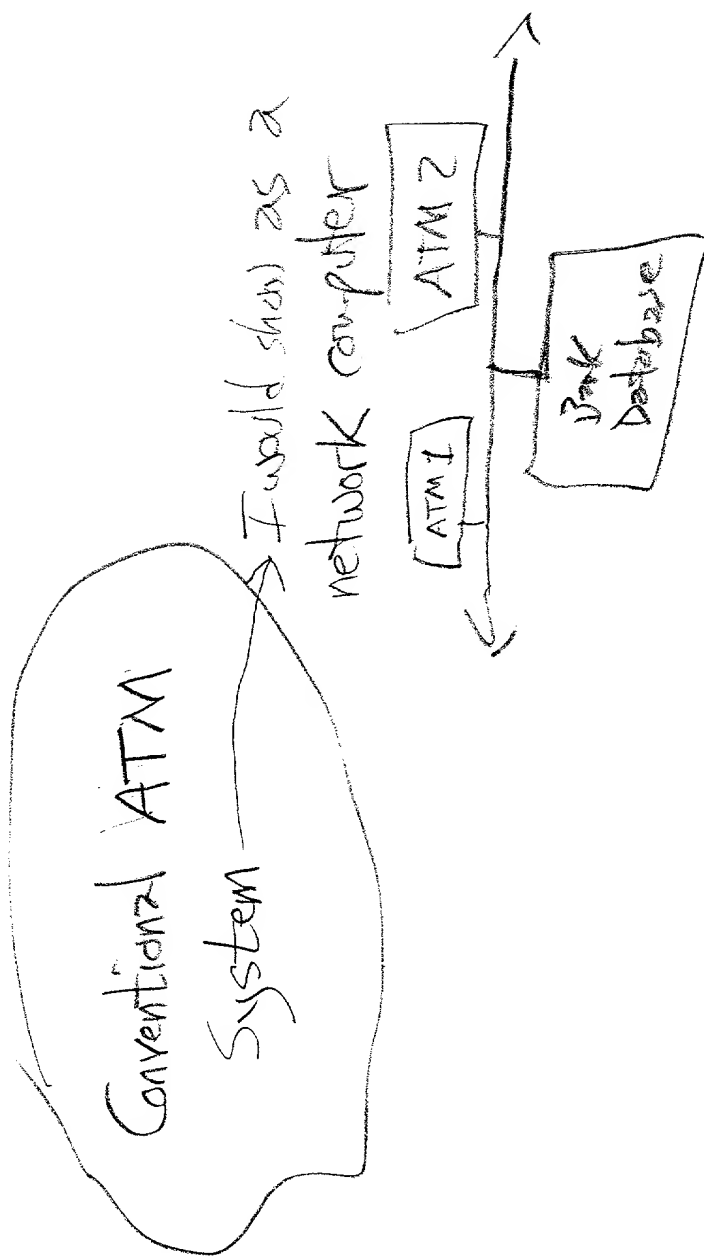 Conventional ATM
System
I would show as a
network computer
ATM 1
ATM 2
Bank
Database